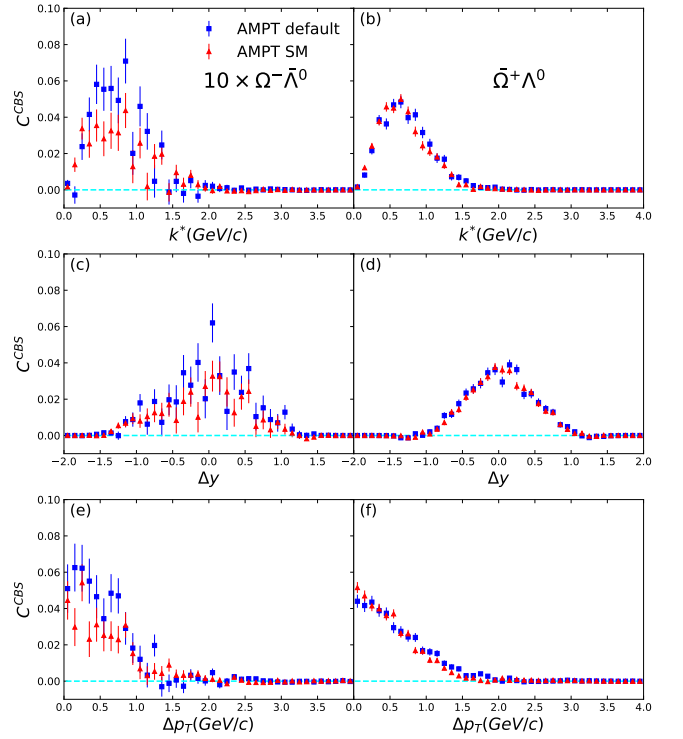 (a)
AMPT default
AMPT SM
10 × Ω⁻Λ̄⁰
(b)
Ω̄⁺Λ⁰
0.10
0.08
0.06
0.04
0.02
0.00
C^{CBS}
0.0 0.5 1.0 1.5 2.0 2.5 3.0 3.5 0.0 0.5 1.0 1.5 2.0 2.5 3.0 3.5 4.0
k*(GeV/c) k*(GeV/c)
(c) (d)
0.10
0.08
0.06
0.04
0.02
0.00
C^{CBS}
−2.0 −1.5 −1.0 −0.5 0.0 0.5 1.0 1.5 −2.0 −1.5 −1.0 −0.5 0.0 0.5 1.0 1.5 2.0
Δy Δy
(e) (f)
0.10
0.08
0.06
0.04
0.02
0.00
C^{CBS}
0.0 0.5 1.0 1.5 2.0 2.5 3.0 3.5 0.0 0.5 1.0 1.5 2.0 2.5 3.0 3.5 4.0
Δp_T(GeV/c) Δp_T(GeV/c)